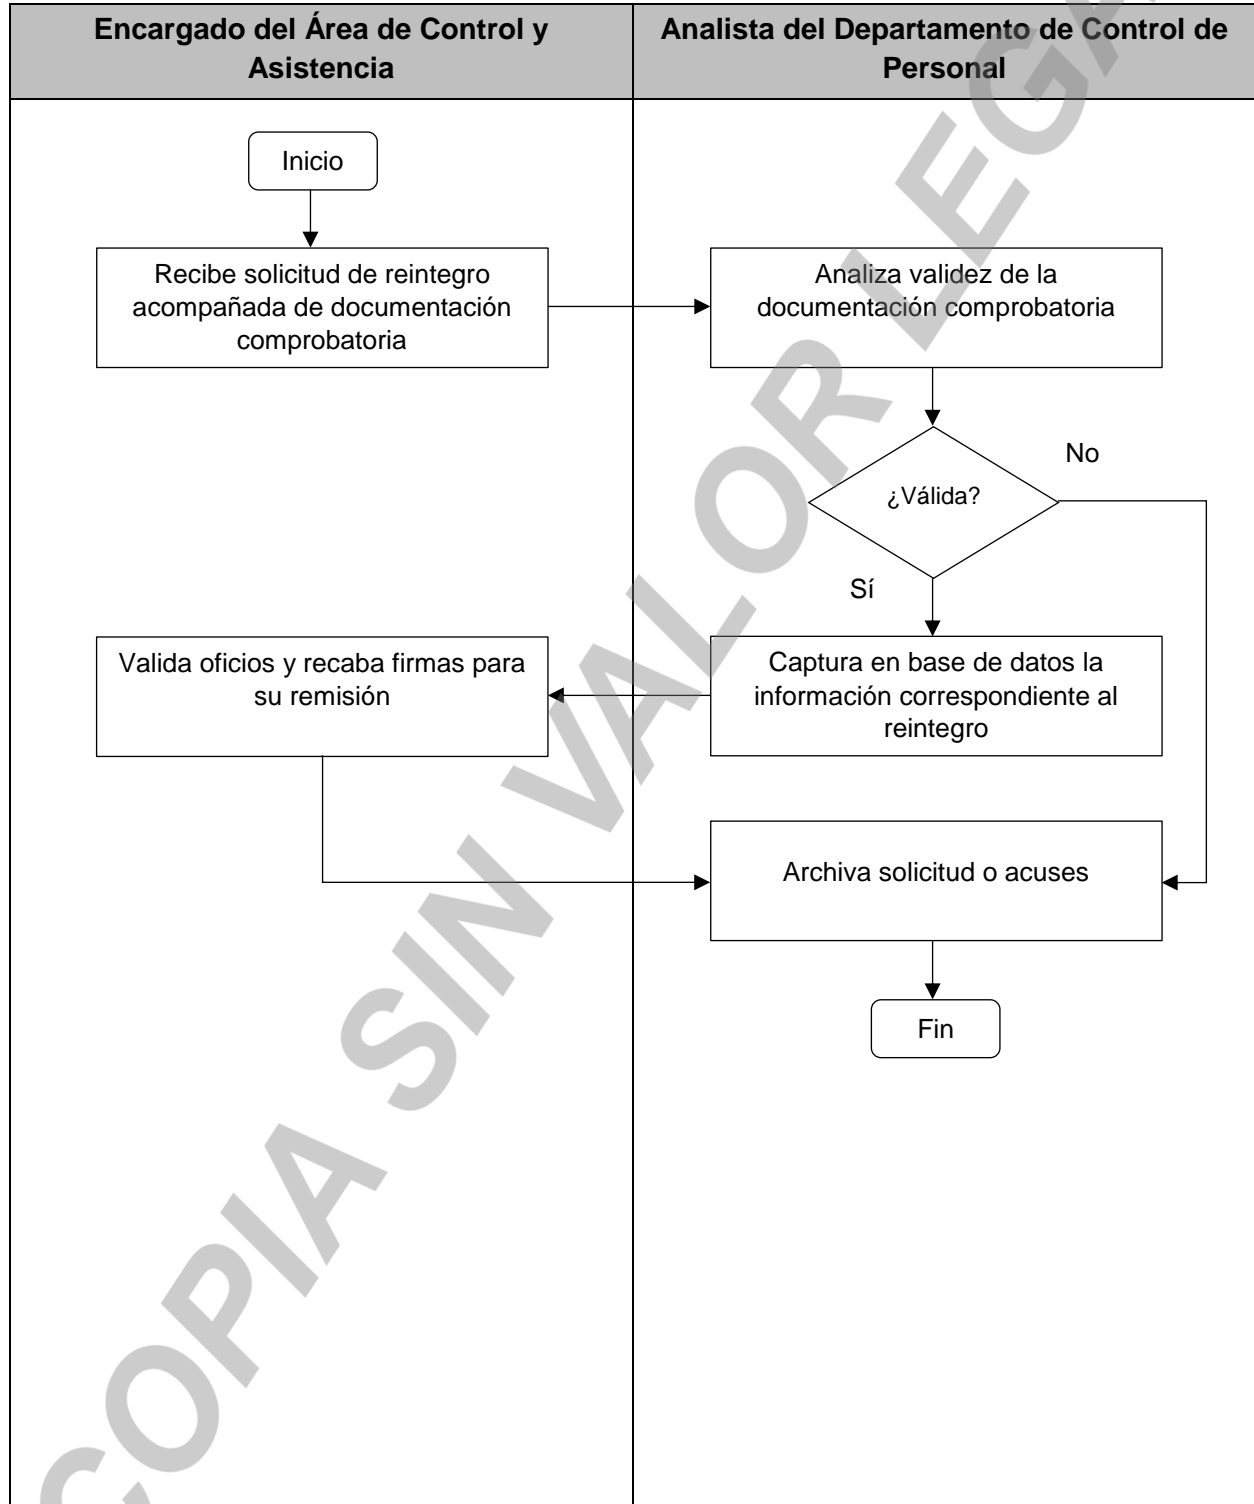 Encargado del Área de Control y
Asistencia
Analista del Departamento de Control de
Personal
Inicio
Recibe solicitud de reintegro
acompañada de documentación
comprobatoria
Analiza validez de la
documentación comprobatoria
¿Válida?
No
Sí
Captura en base de datos la
información correspondiente al
reintegro
Valida oficios y recaba firmas para
su remisión
Archiva solicitud o acuses
Fin
COPIA SIN VALOR LEGA